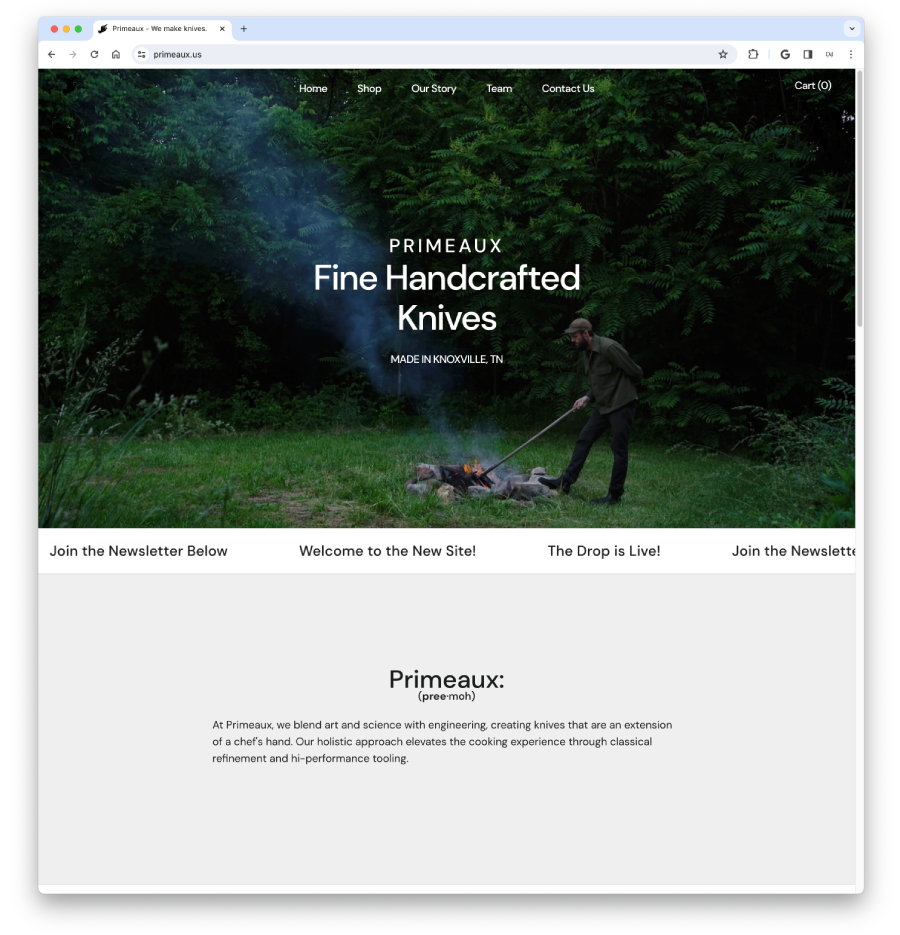 Primeaux - We make knives.
primeaux.us
Home Shop Our Story Team Contact Us Cart (0)
PRIMEAUX
Fine Handcrafted
Knives
MADE IN KNOXVILLE, TN
Join the Newsletter Below Welcome to the New Site! The Drop is Live! Join the Newslette
Primeaux:
(pree·moh)
At Primeaux, we blend art and science with engineering, creating knives that are an extension
of a chef's hand. Our holistic approach elevates the cooking experience through classical
refinement and hi-performance tooling.